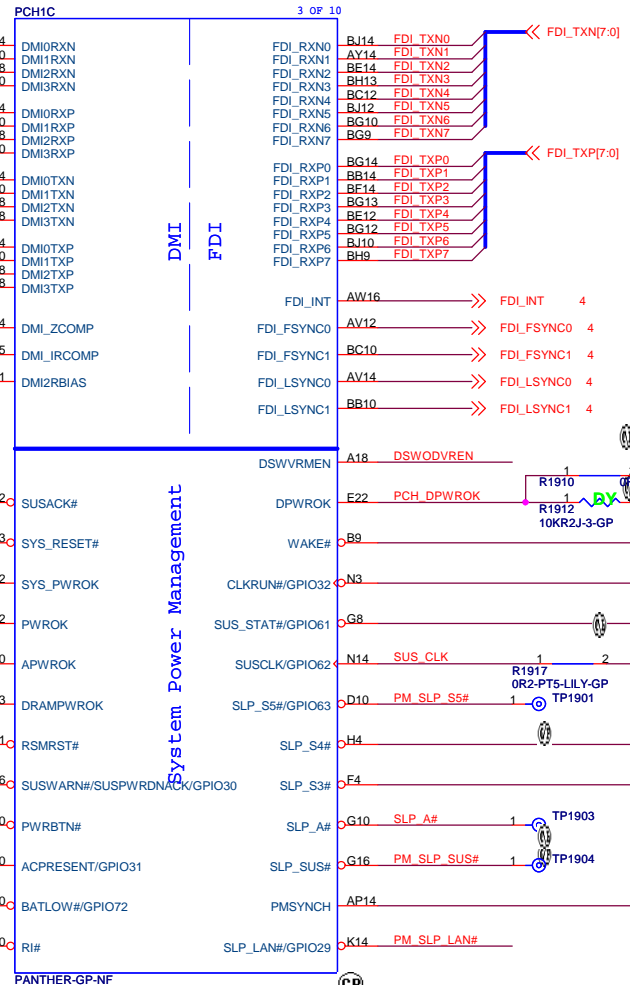 PCH1C 3 OF 10
DMI0RXN FDI_RXN0 BJ14 FDI_TXN0 FDI_TXN[7:0]
DMI1RXN FDI_RXN1 AY14 FDI_TXN1
DMI2RXN FDI_RXN2 BE14 FDI_TXN2
DMI3RXN FDI_RXN3 BH13 FDI_TXN3
FDI_RXN4 BC12 FDI_TXN4
DMI0RXP FDI_RXN5 BJ12 FDI_TXN5
DMI1RXP FDI_RXN6 BG10 FDI_TXN6
DMI2RXP FDI_RXN7 BG9 FDI_TXN7
DMI3RXP FDI_TXP[7:0]
FDI_RXP0 BG14 FDI_TXP0
DMI0TXN FDI_RXP1 BB14 FDI_TXP1
DMI1TXN FDI_RXP2 BF14 FDI_TXP2
DMI2TXN FDI_RXP3 BG13 FDI_TXP3
DMI3TXN FDI_RXP4 BE12 FDI_TXP4
FDI_RXP5 BG12 FDI_TXP5
DMI0TXP FDI_RXP6 BJ10 FDI_TXP6
DMI1TXP FDI_RXP7 BH9 FDI_TXP7
DMI2TXP
DMI3TXP
DMI
FDI
FDI_INT AW16 FDI_INT 4
DMI_ZCOMP FDI_FSYNC0 AV12 FDI_FSYNC0 4
DMI_IRCOMP FDI_FSYNC1 BC10 FDI_FSYNC1 4
DMI2RBIAS FDI_LSYNC0 AV14 FDI_LSYNC0 4
FDI_LSYNC1 BB10 FDI_LSYNC1 4
System Power Management
DSWVRMEN A18 DSWODVREN
1
R1910
SUSACK# DPWROK E22 PCH_DPWROK 1 DY
R1912
10KR2J-3-GP
SYS_RESET# WAKE# B9
SYS_PWROK CLKRUN#/GPIO32 N3
PWROK SUS_STAT#/GPIO61 G8
APWROK SUSCLK/GPIO62 N14 SUS_CLK 1 2
R1917
0R2-PT5-LILY-GP
DRAMPWROK SLP_S5#/GPIO63 D10 PM_SLP_S5# 1 TP1901
RSMRST# SLP_S4# H4
SUSWARN#/SUSPWRDNACK/GPIO30 SLP_S3# F4
PWRBTN# SLP_A# G10 SLP_A# 1 TP1903
ACPRESENT/GPIO31 SLP_SUS# G16 PM_SLP_SUS# 1 TP1904
BATLOW#/GPIO72 PMSYNCH AP14
RI# SLP_LAN#/GPIO29 K14 PM_SLP_LAN#
PANTHER-GP-NF